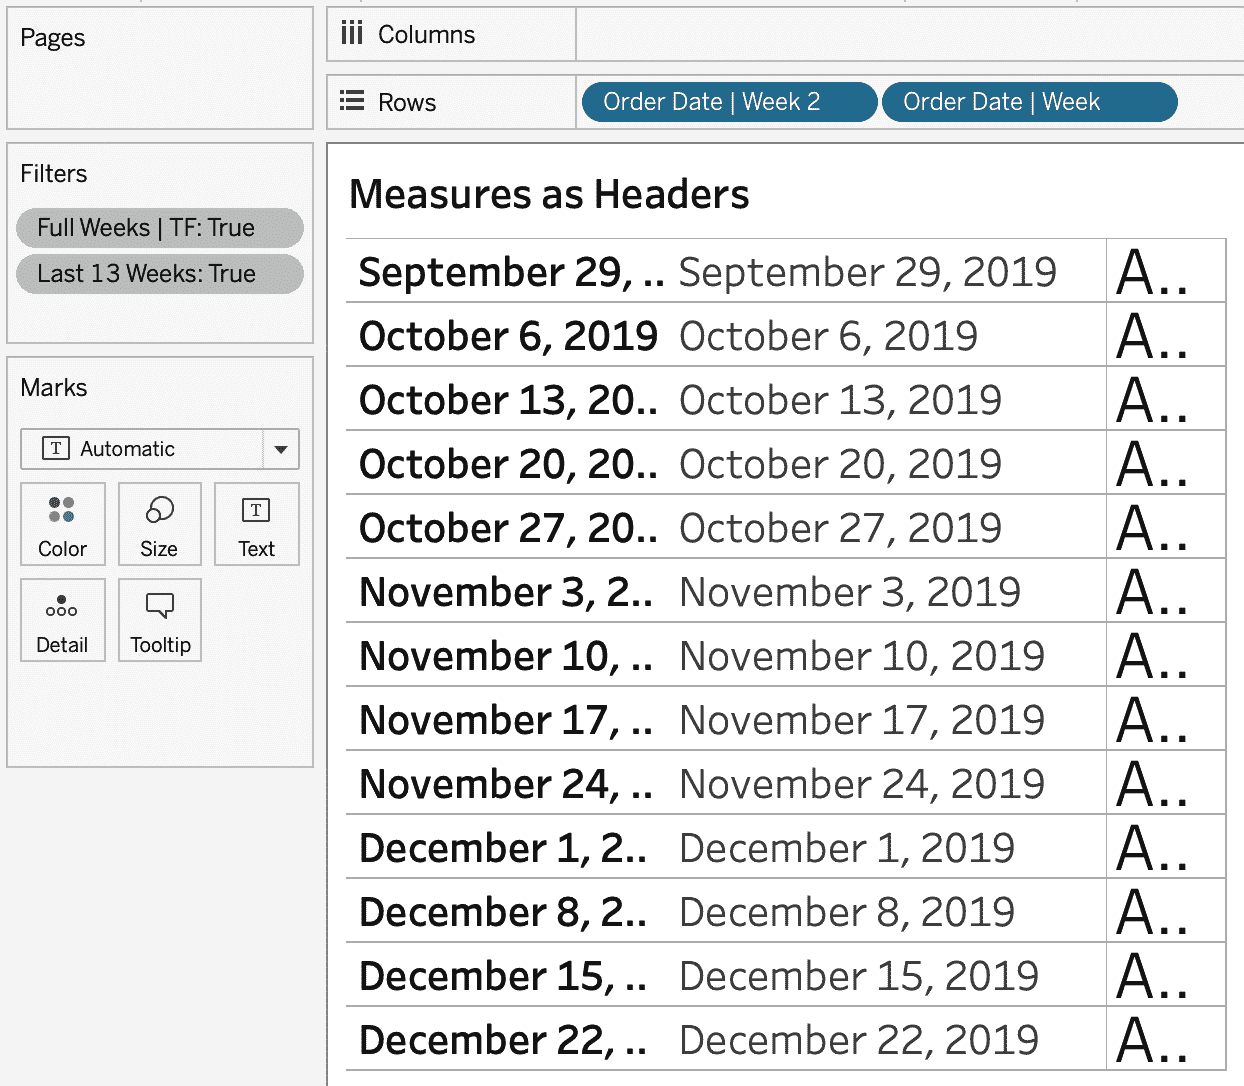 Pages
Columns
Rows Order Date | Week 2 Order Date | Week
Filters
Full Weeks | TF: True
Last 13 Weeks: True
Marks
T Automatic
Color Size T Text
Detail Tooltip
Measures as Headers
September 29, .. September 29, 2019 A..
October 6, 2019 October 6, 2019 A..
October 13, 20.. October 13, 2019 A..
October 20, 20.. October 20, 2019 A..
October 27, 20.. October 27, 2019 A..
November 3, 2.. November 3, 2019 A..
November 10, .. November 10, 2019 A..
November 17, .. November 17, 2019 A..
November 24, .. November 24, 2019 A..
December 1, 2.. December 1, 2019 A..
December 8, 2.. December 8, 2019 A..
December 15, .. December 15, 2019 A..
December 22, .. December 22, 2019 A..